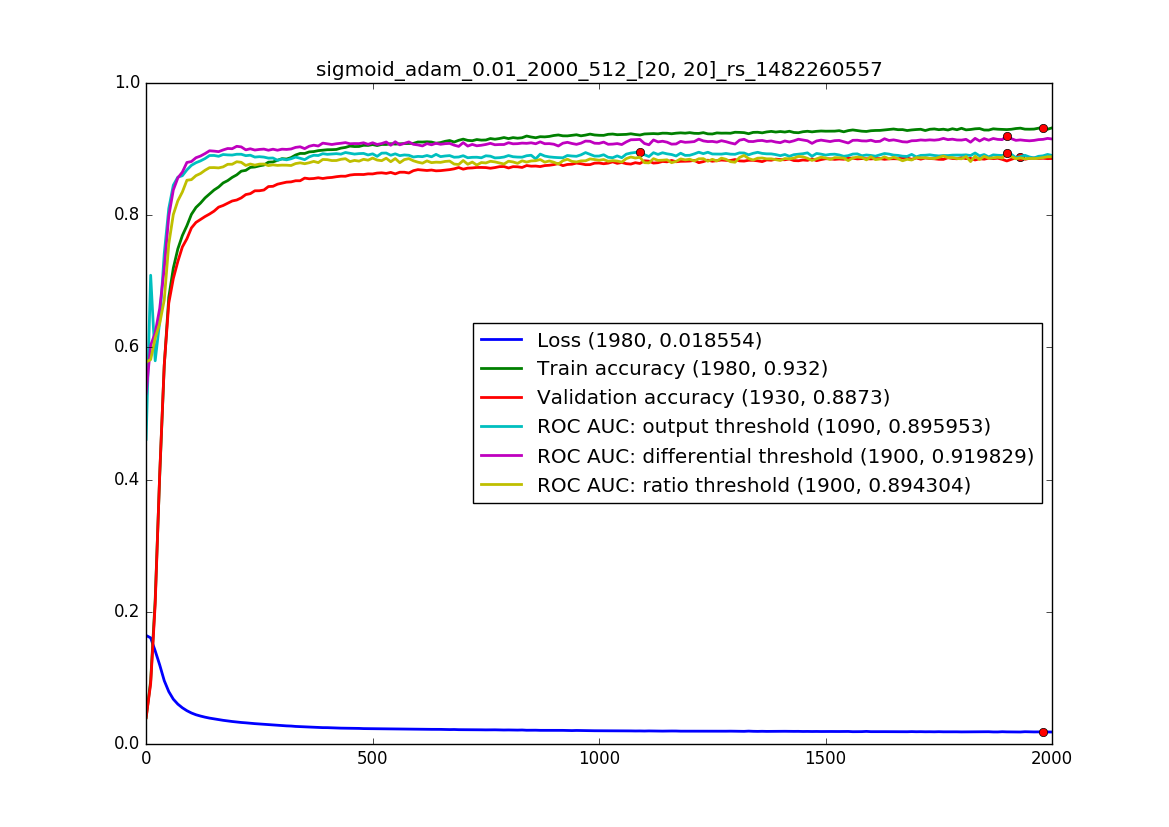 sigmoid_adam_0.01_2000_512_[20, 20]_rs_1482260557
1.0
0.8
0.6
0.4
0.2
0.0
Loss (1980, 0.018554)
Train accuracy (1980, 0.932)
Validation accuracy (1930, 0.8873)
ROC AUC: output threshold (1090, 0.895953)
ROC AUC: differential threshold (1900, 0.919829)
ROC AUC: ratio threshold (1900, 0.894304)
0 500 1000 1500 2000